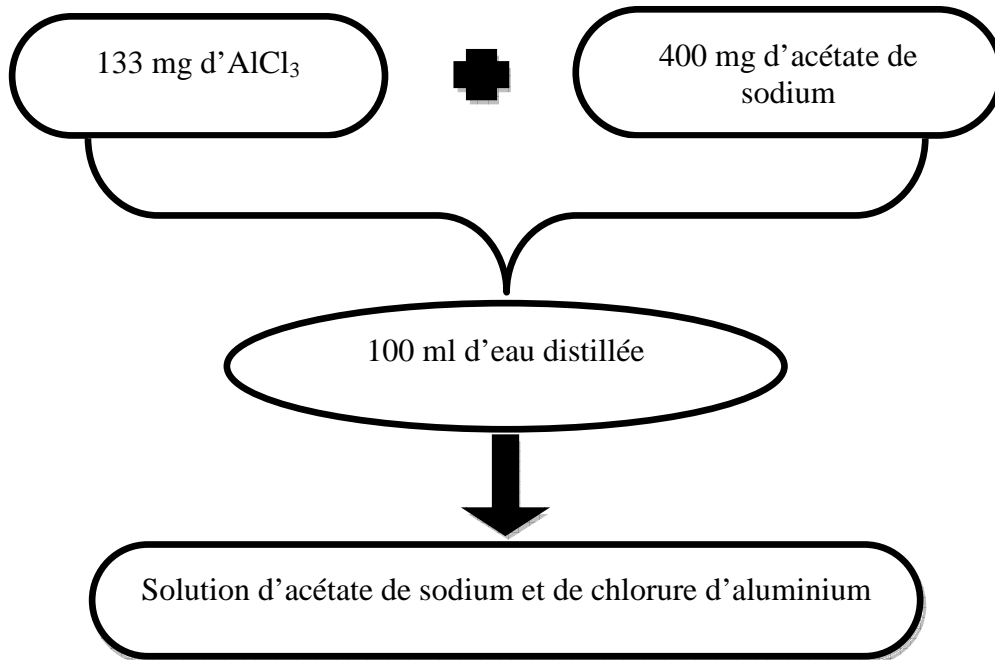 133 mg d’AlCl₃
400 mg d’acétate de
sodium
100 ml d’eau distillée
Solution d’acétate de sodium et de chlorure d’aluminium